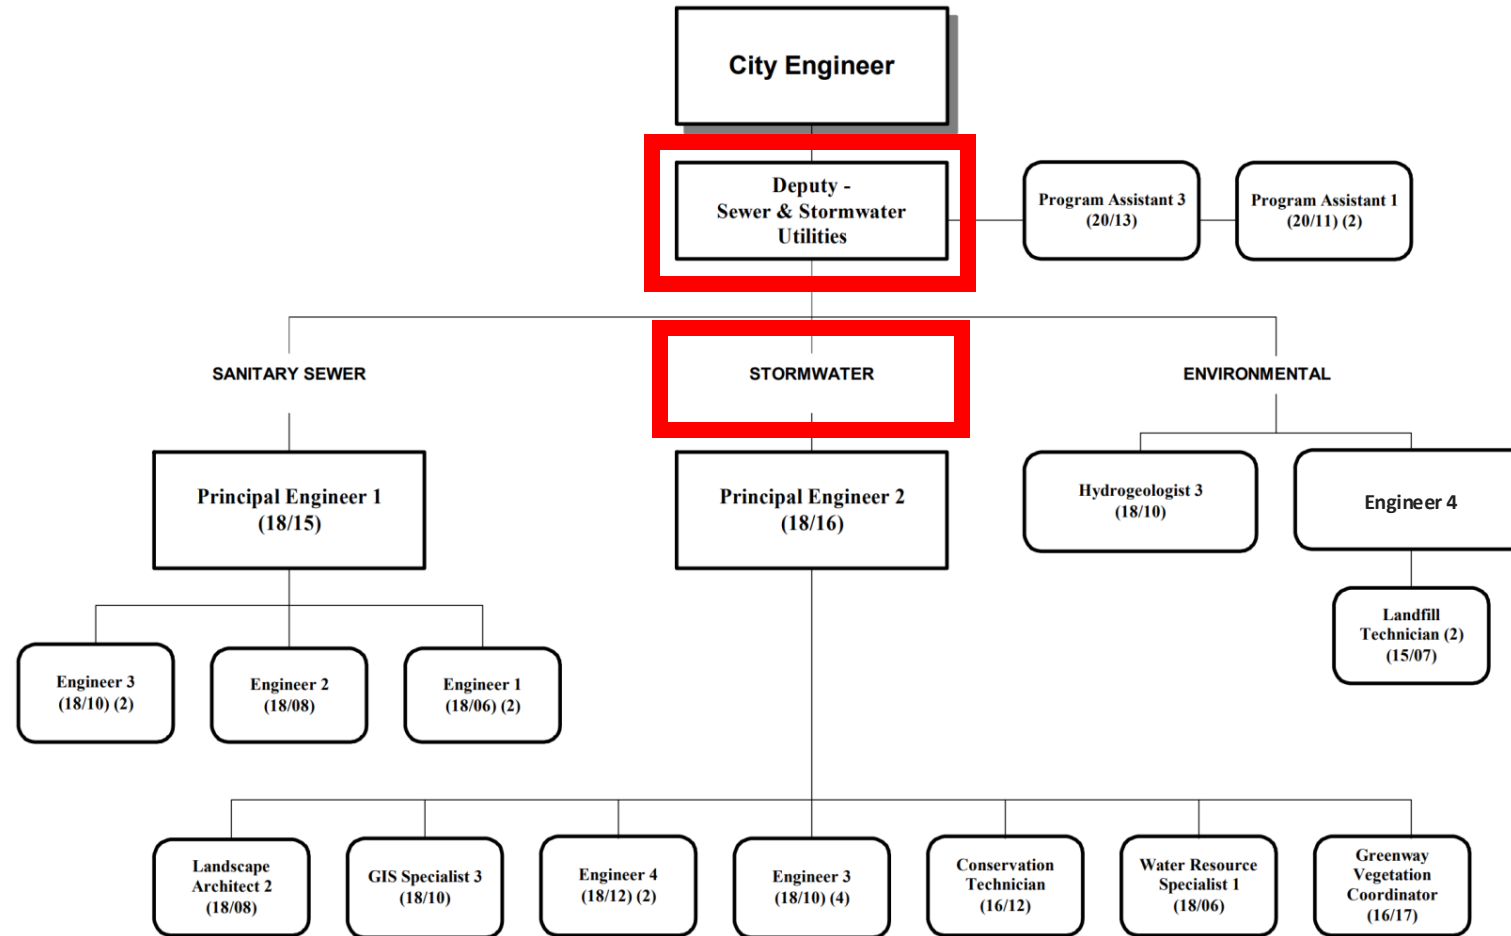 City Engineer
Deputy -
Sewer & Stormwater
Utilities
Program Assistant 3
(20/13)
Program Assistant 1
(20/11) (2)
SANITARY SEWER
STORMWATER
ENVIRONMENTAL
Principal Engineer 1
(18/15)
Principal Engineer 2
(18/16)
Hydrogeologist 3
(18/10)
Engineer 4
Landfill
Technician (2)
(15/07)
Engineer 3
(18/10) (2)
Engineer 2
(18/08)
Engineer 1
(18/06) (2)
Landscape
Architect 2
(18/08)
GIS Specialist 3
(18/10)
Engineer 4
(18/12) (2)
Engineer 3
(18/10) (4)
Conservation
Technician
(16/12)
Water Resource
Specialist 1
(18/06)
Greenway
Vegetation
Coordinator
(16/17)